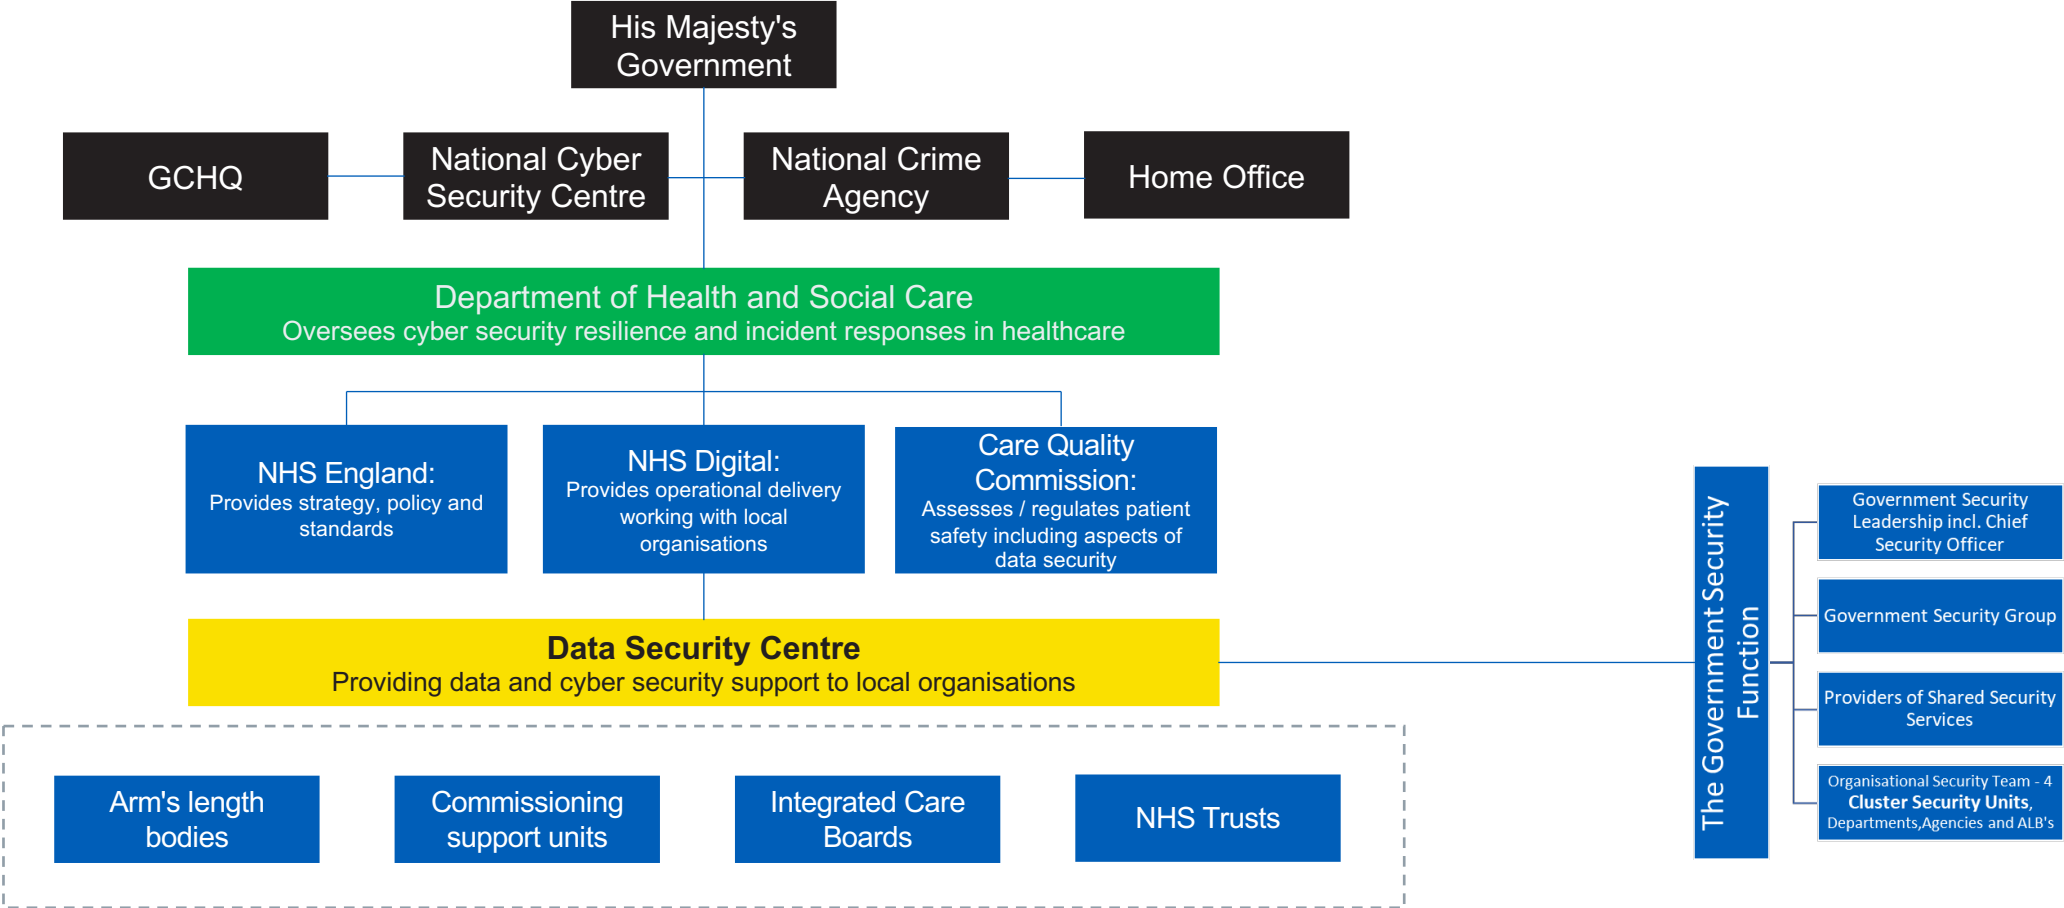 His Majesty's
Government
GCHQ
National Cyber
Security Centre
National Crime
Agency
Home Office
Department of Health and Social Care
Oversees cyber security resilience and incident responses in healthcare
NHS England:
Provides strategy, policy and
standards
NHS Digital:
Provides operational delivery
working with local
organisations
Care Quality
Commission:
Assesses / regulates patient
safety including aspects of
data security
Data Security Centre
Providing data and cyber security support to local organisations
Arm's length
bodies
Commissioning
support units
Integrated Care
Boards
NHS Trusts
The Government Security
Function
Government Security
Leadership incl. Chief
Security Officer
Government Security Group
Providers of Shared Security
Services
Organisational Security Team - 4
Cluster Security Units,
Departments,Agencies and ALB's